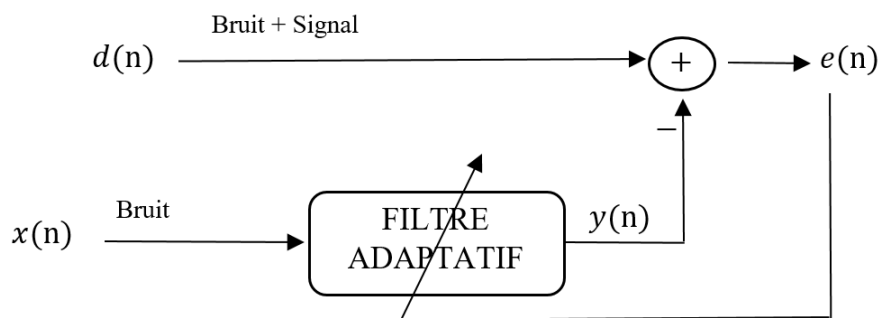 Bruit + Signal
d(n)
+
e(n)
−
Bruit
x(n)
FILTRE
ADAPTATIF
y(n)